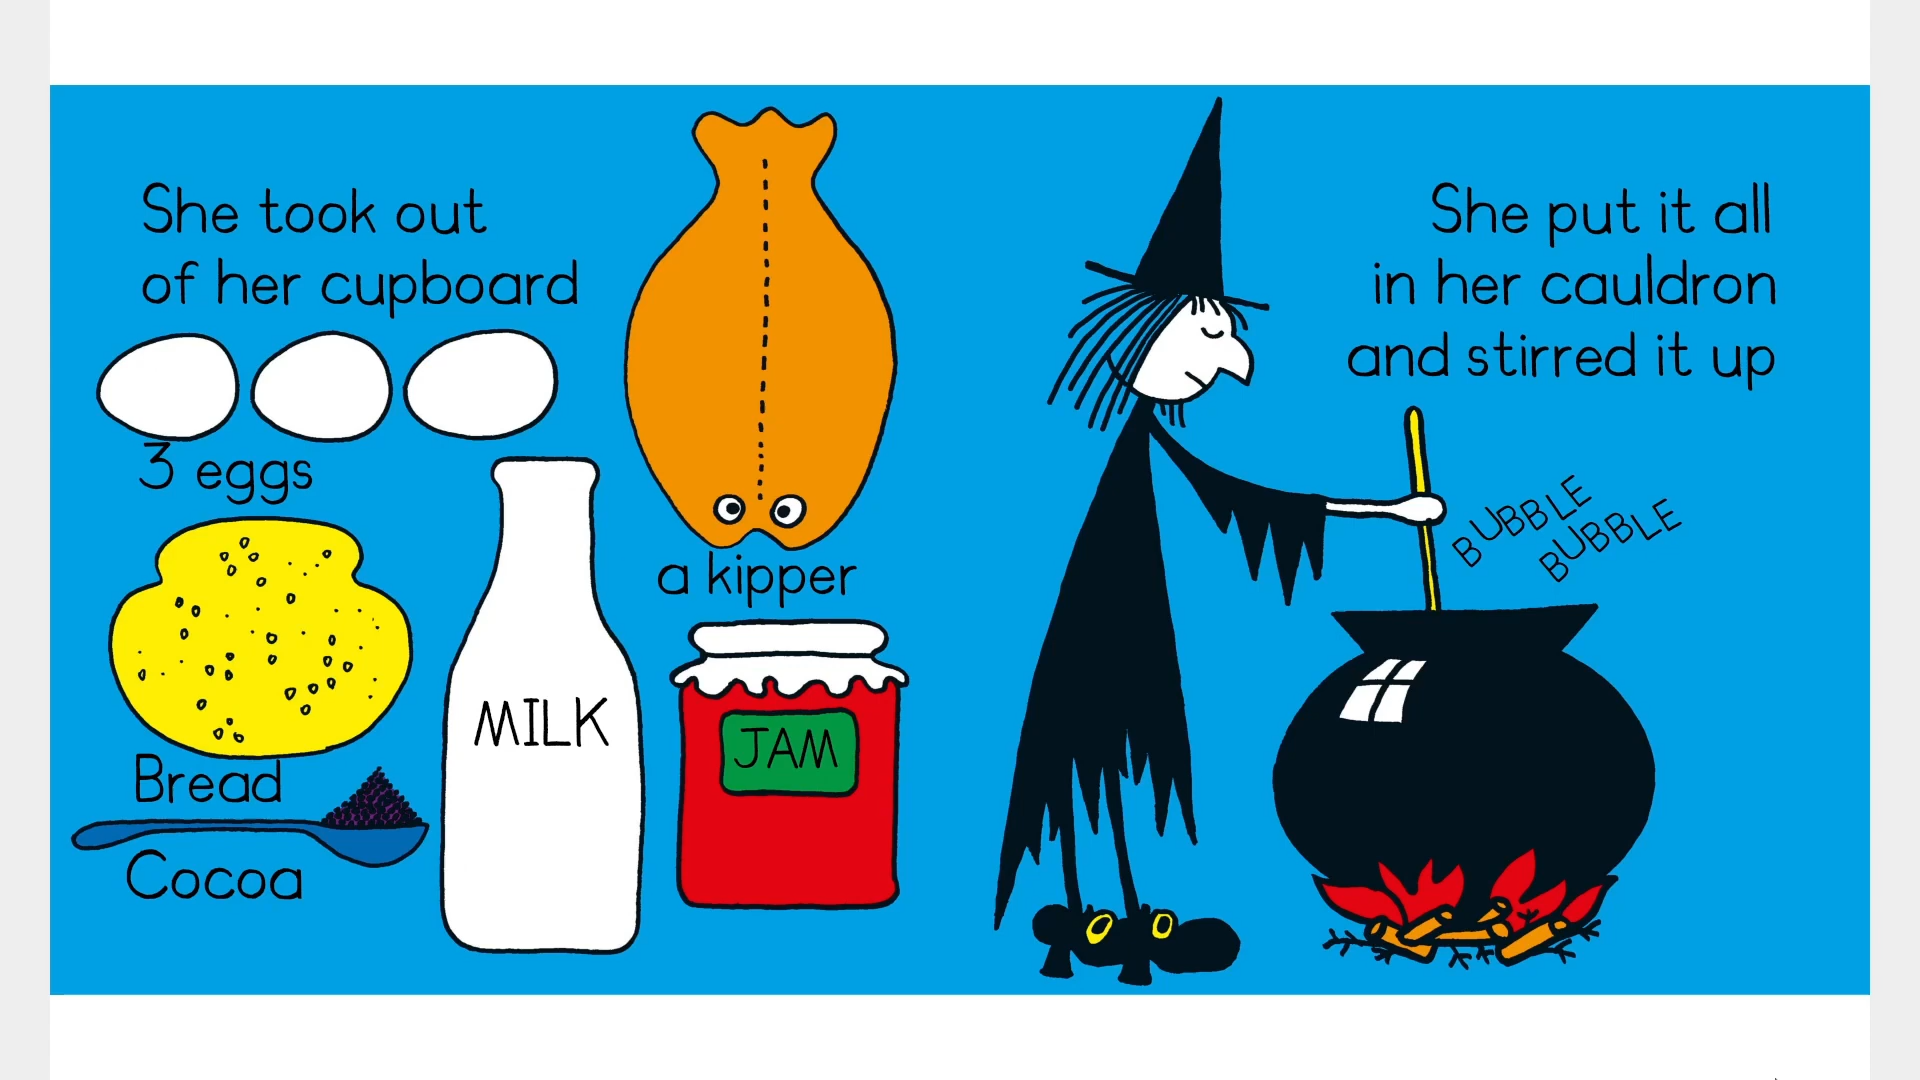 She took out
of her cupboard
3 eggs
a kipper
Bread
MILK
JAM
Cocoa
She put it all
in her cauldron
and stirred it up
BUBBLE
BUBBLE